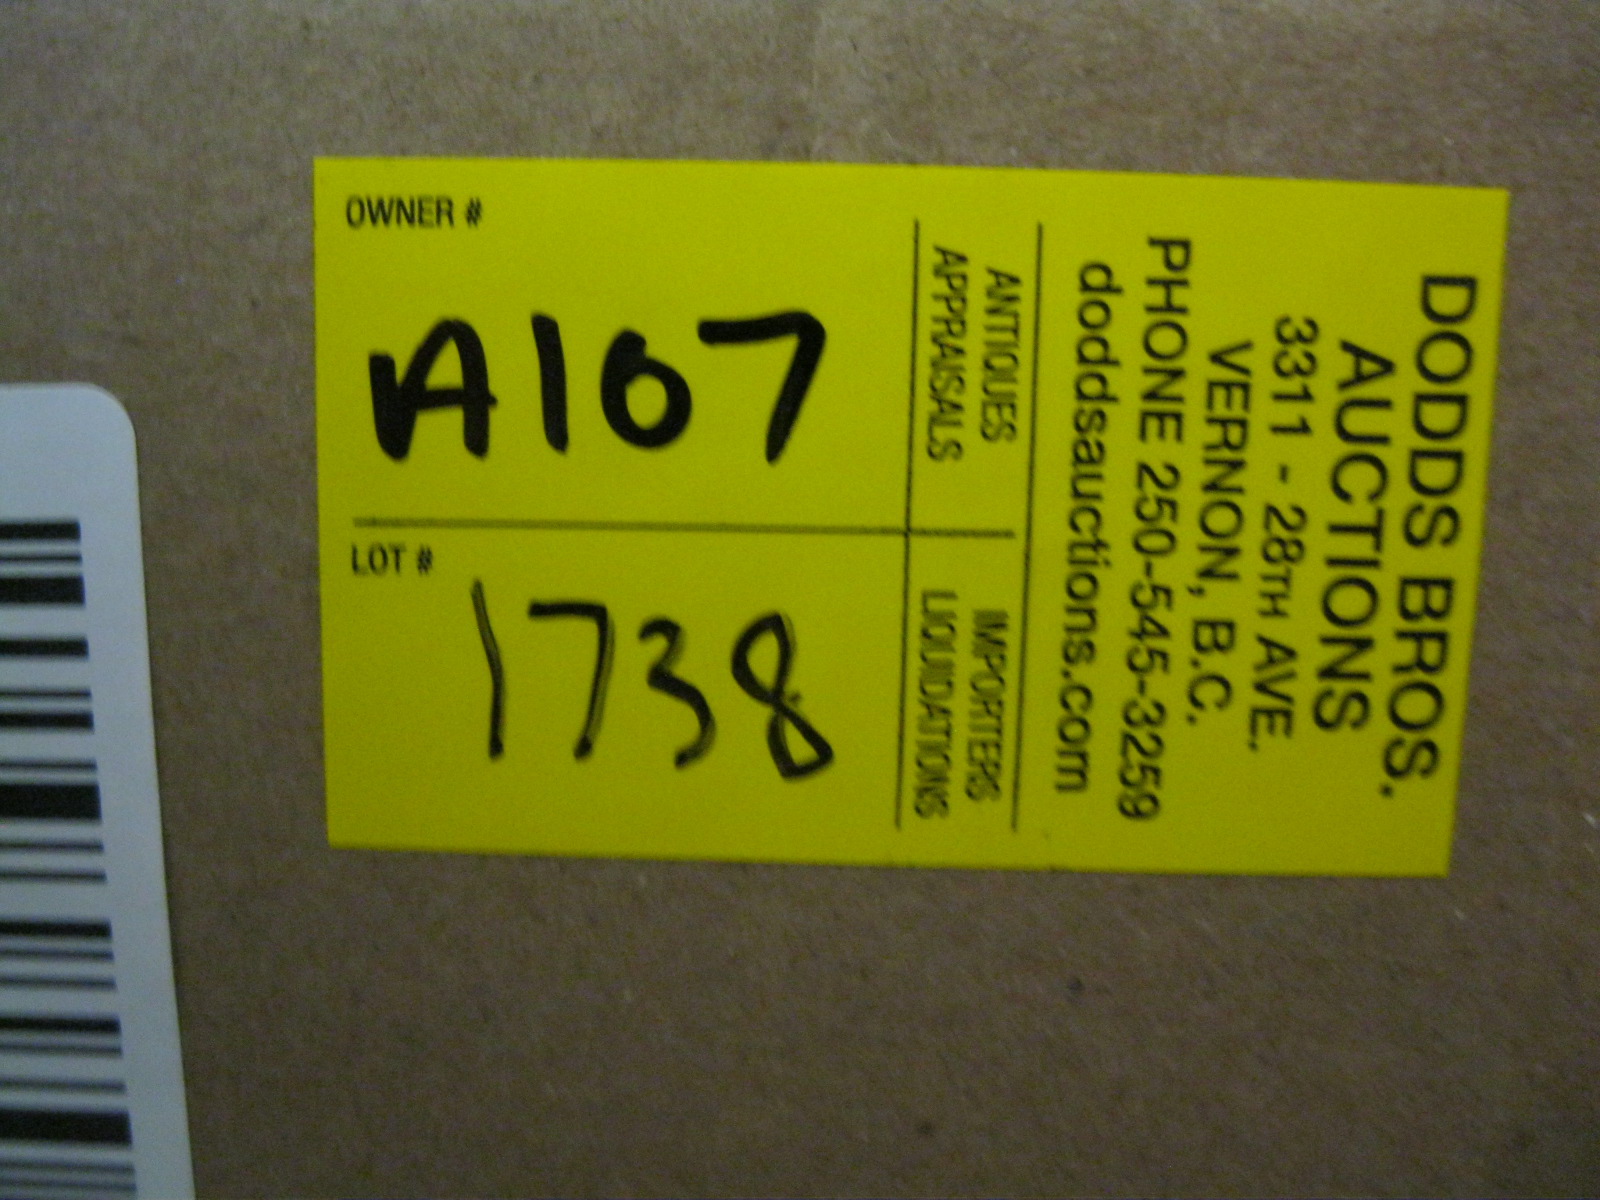 OWNER #
A107
LOT #
1738
DODDS BROS.
AUCTIONS
3311 - 28TH AVE.
VERNON, B.C.
PHONE 250-545-3259
doddsauctions.com
ANTIQUES
APPRAISALS
IMPORTERS
LIQUIDATIONS